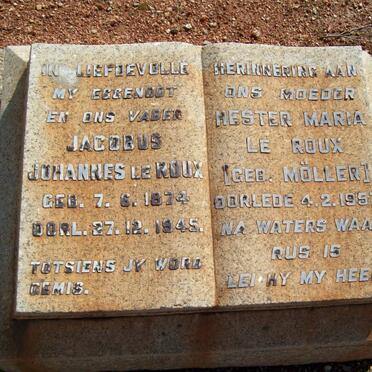 IN LIEFDEVOLLE
MY EGGENOOT
EN ONS VADER
JACOBUS
JOHANNES LE ROUX
GEB. 7. 6. 1874
OORL. 27. 12. 1945.
TOTSIENS JY WORD
GEMIS.
HERINNERING AAN
ONS MOEDER
HESTER MARIA
LE ROUX
[GEB. MÖLLER]
OORLEDE 4. 2. 195
NA WATERS WAA
RUS IS
LEI HY MY HEE